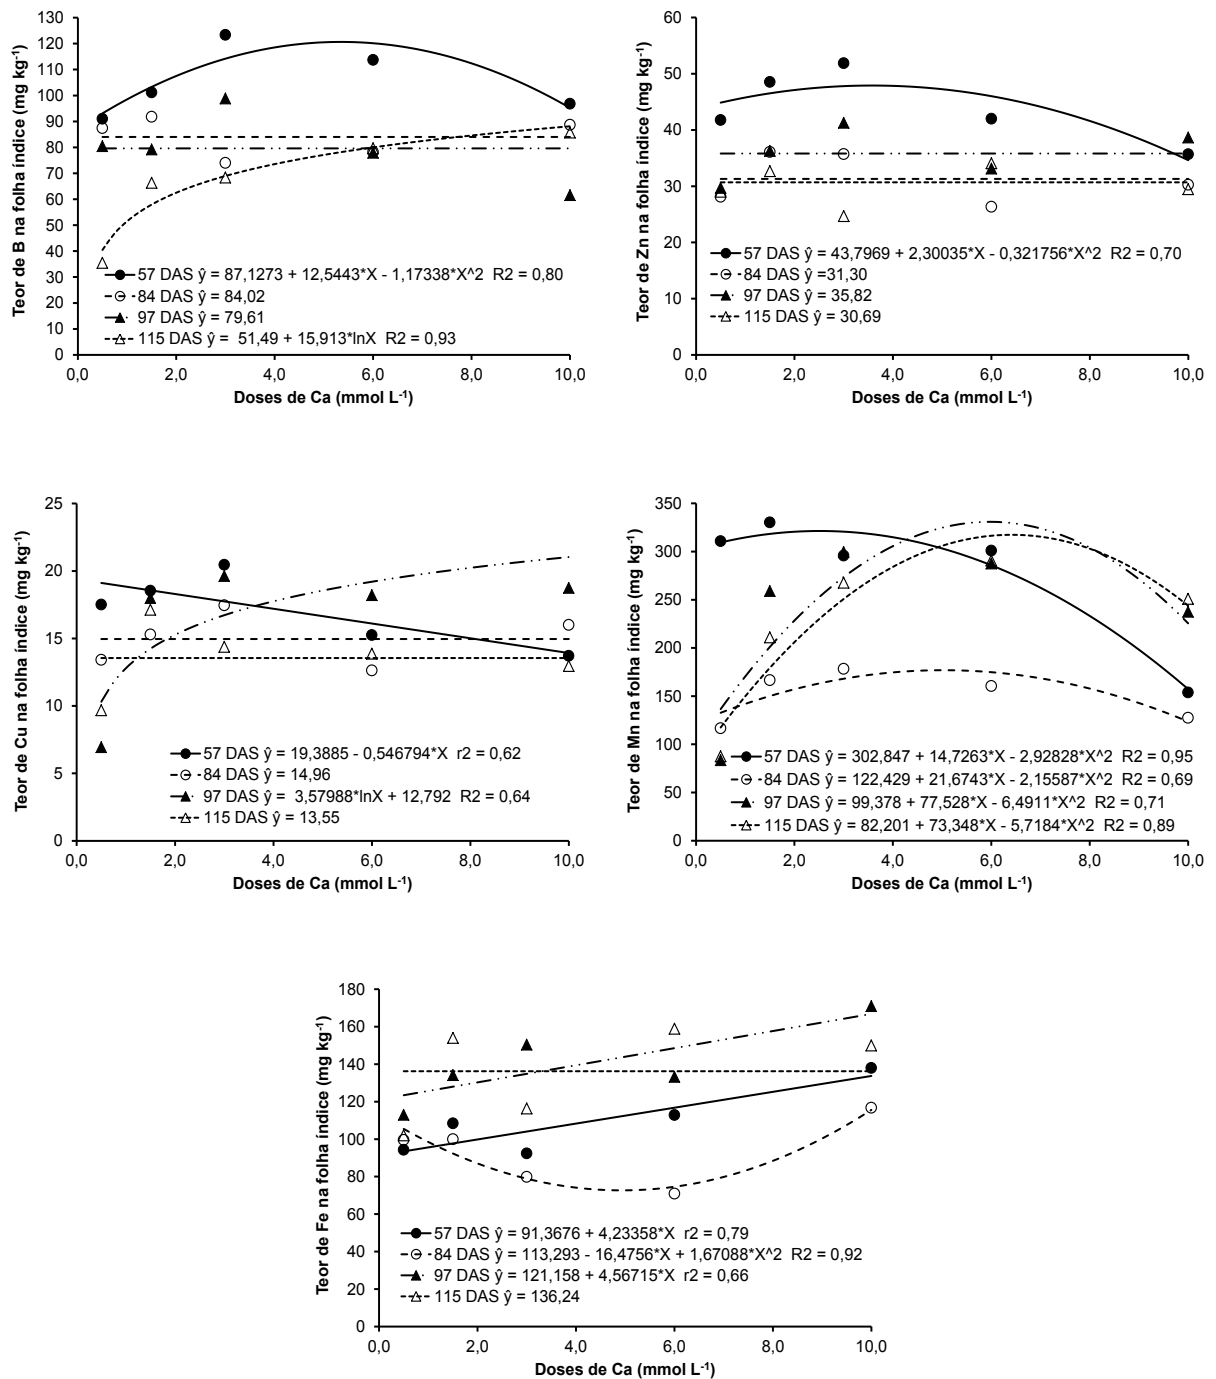 Teor de B na folha índice (mg kg⁻¹)
130
120
110
100
90
80
70
60
50
40
30
20
10
0
57 DAS ŷ = 87,1273 + 12,5443*X - 1,17338*X^2 R2 = 0,80
84 DAS ŷ = 84,02
97 DAS ŷ = 79,61
115 DAS ŷ = 51,49 + 15,913*lnX R2 = 0,93
0,0 2,0 4,0 6,0 8,0 10,0
Doses de Ca (mmol L⁻¹)
Teor de Zn na folha índice (mg kg⁻¹)
60
50
40
30
20
10
0
57 DAS ŷ = 43,7969 + 2,30035*X - 0,321756*X^2 R2 = 0,70
84 DAS ŷ =31,30
97 DAS ŷ = 35,82
115 DAS ŷ = 30,69
0,0 2,0 4,0 6,0 8,0 10,0
Doses de Ca (mmol L⁻¹)
Teor de Cu na folha índice (mg kg⁻¹)
25
20
15
10
5
0
57 DAS ŷ = 19,3885 - 0,546794*X r2 = 0,62
84 DAS ŷ = 14,96
97 DAS ŷ = 3,57988*lnX + 12,792 R2 = 0,64
115 DAS ŷ = 13,55
0,0 2,0 4,0 6,0 8,0 10,0
Doses de Ca (mmol L⁻¹)
Teor de Mn na folha índice (mg kg⁻¹)
350
300
250
200
150
100
50
0
57 DAS ŷ = 302,847 + 14,7263*X - 2,92828*X^2 R2 = 0,95
84 DAS ŷ = 122,429 + 21,6743*X - 2,15587*X^2 R2 = 0,69
97 DAS ŷ = 99,378 + 77,528*X - 6,4911*X^2 R2 = 0,71
115 DAS ŷ = 82,201 + 73,348*X - 5,7184*X^2 R2 = 0,89
0,0 2,0 4,0 6,0 8,0 10,0
Doses de Ca (mmol L⁻¹)
Teor de Fe na folha índice (mg kg⁻¹)
180
160
140
120
100
80
60
40
20
0
57 DAS ŷ = 91,3676 + 4,23358*X r2 = 0,79
84 DAS ŷ = 113,293 - 16,4756*X + 1,67088*X^2 R2 = 0,92
97 DAS ŷ = 121,158 + 4,56715*X r2 = 0,66
115 DAS ŷ = 136,24
0,0 2,0 4,0 6,0 8,0 10,0
Doses de Ca (mmol L⁻¹)